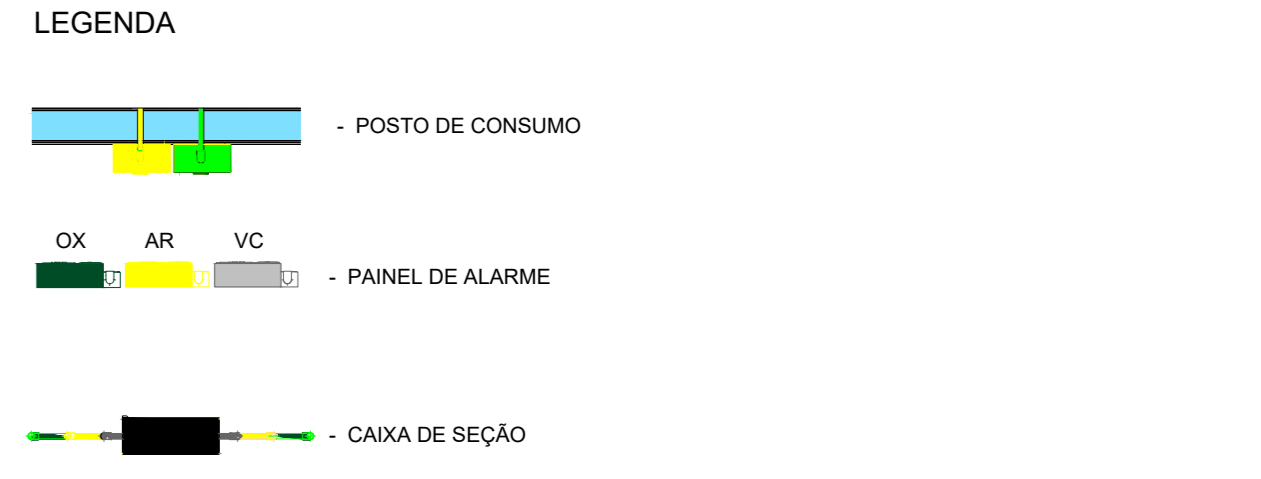 LEGENDA
- POSTO DE CONSUMO
OX AR VC
- PAINEL DE ALARME
- CAIXA DE SEÇÃO